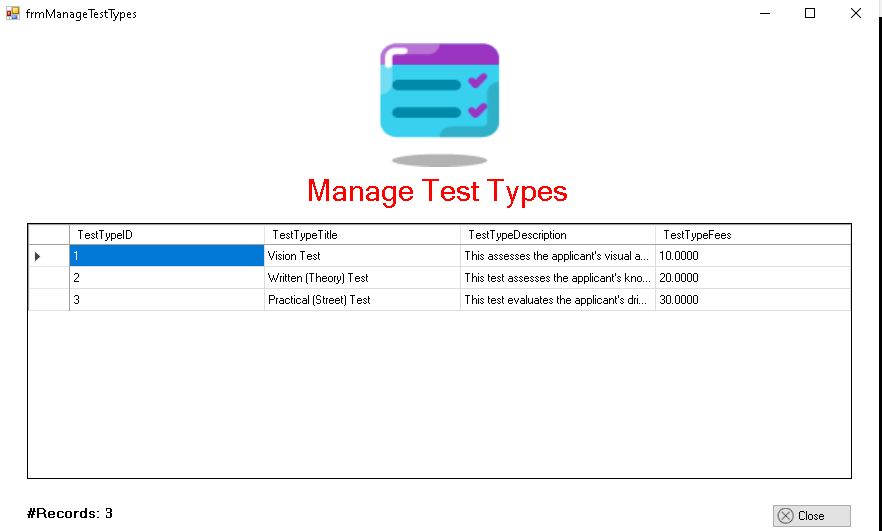 frmManageTestTypes
Manage Test Types
TestTypeID TestTypeTitle TestTypeDescription TestTypeFees
1 Vision Test This assesses the applicant's visual a... 10.0000
2 Written (Theory) Test This test assesses the applicant's kno... 20.0000
3 Practical (Street) Test This test evaluates the applicant's dri... 30.0000
#Records: 3
Close